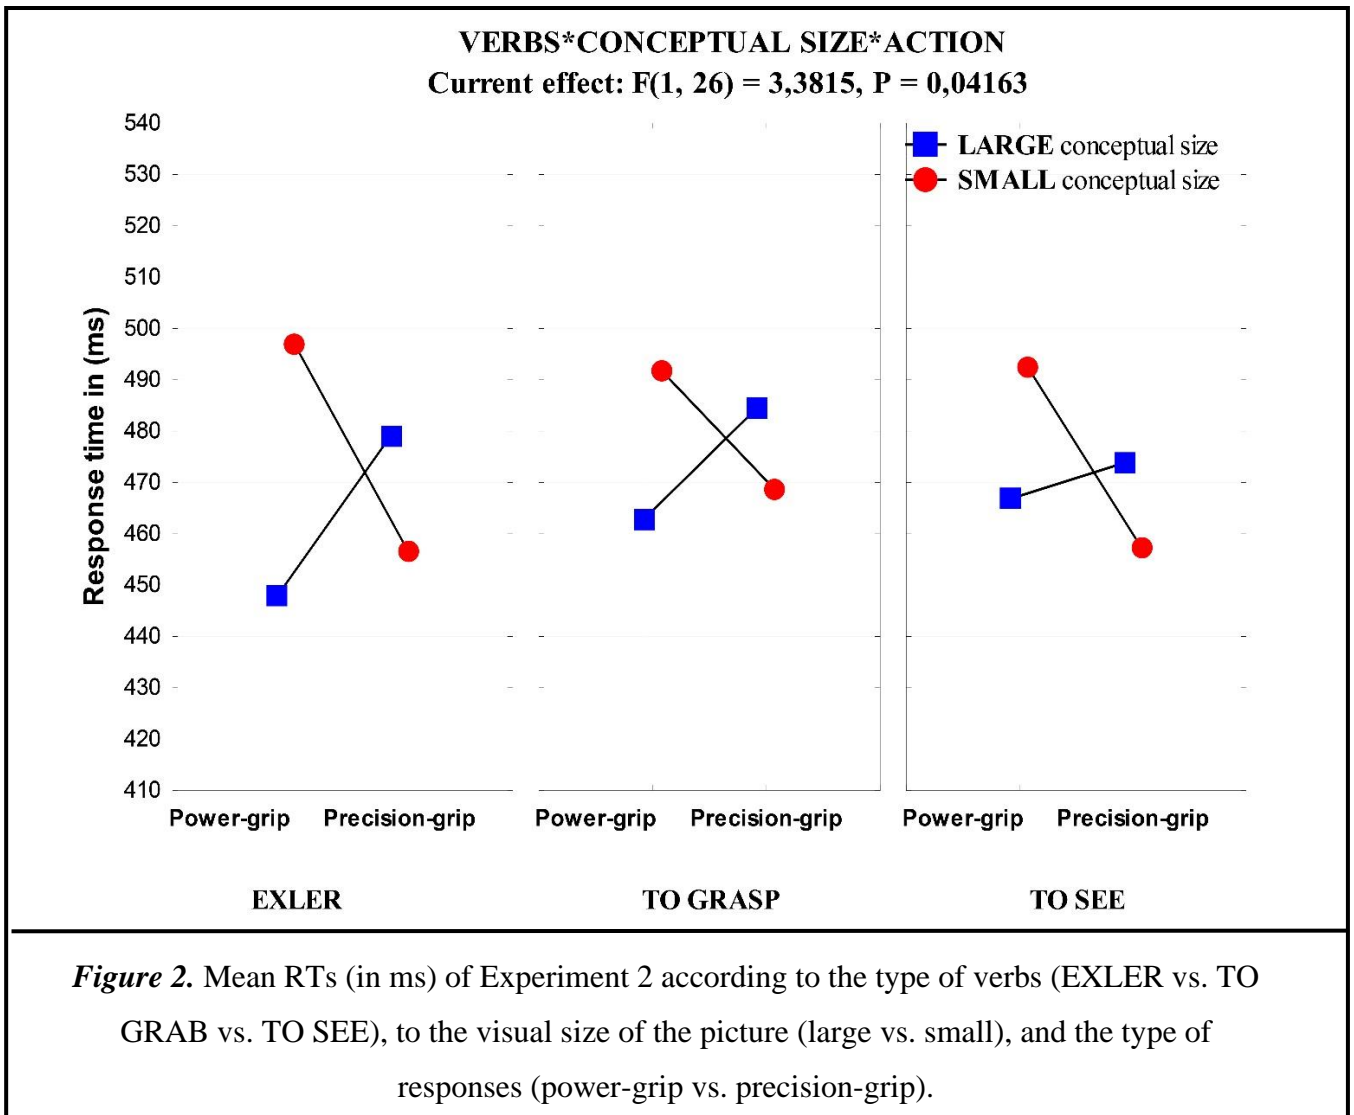 VERBS*CONCEPTUAL SIZE*ACTION
Current effect: F(1, 26) = 3,3815, P = 0,04163
LARGE conceptual size
SMALL conceptual size
Response time in (ms)
540
530
520
510
500
490
480
470
460
450
440
430
420
410
Power-grip Precision-grip Power-grip Precision-grip Power-grip Precision-grip
EXLER TO GRASP TO SEE
Figure 2. Mean RTs (in ms) of Experiment 2 according to the type of verbs (EXLER vs. TO
GRAB vs. TO SEE), to the visual size of the picture (large vs. small), and the type of
responses (power-grip vs. precision-grip).